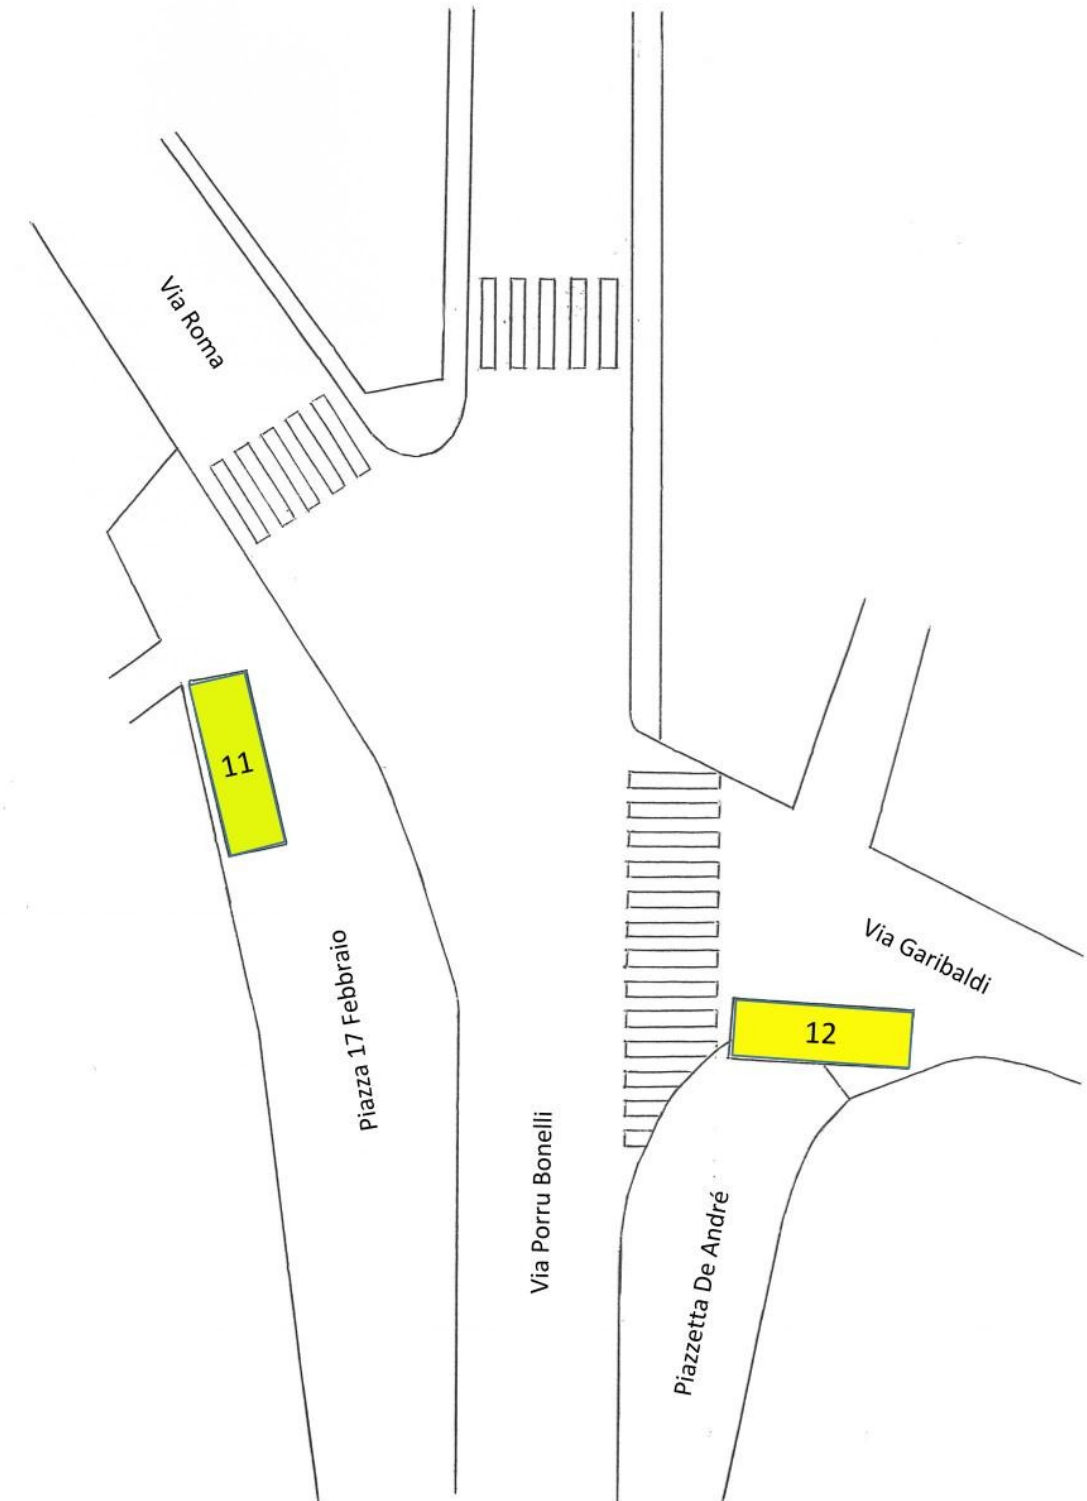 Via Roma
11
Piazza 17 Febbraio
Via Garibaldi
12
Via Porru Bonelli
Piazzetta De André